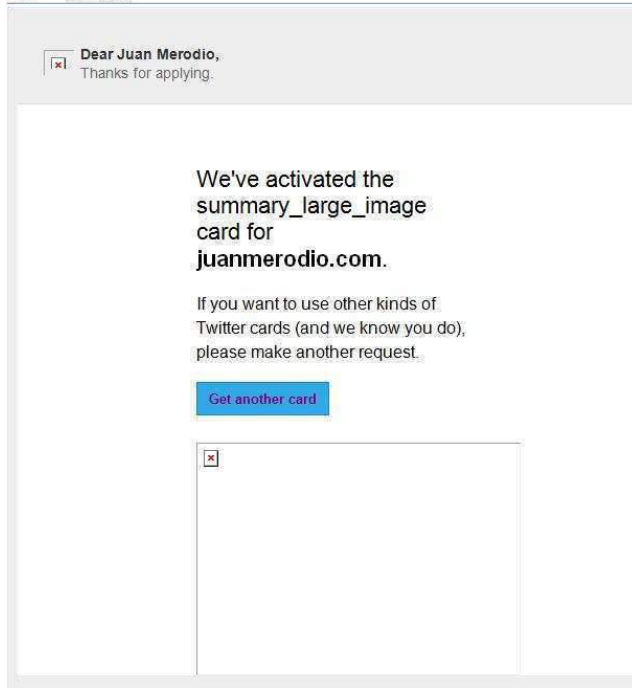 Dear Juan Merodio,
Thanks for applying.
We've activated the
summary_large_image
card for
juanmerodio.com.
If you want to use other kinds of
Twitter cards (and we know you do),
please make another request.
Get another card